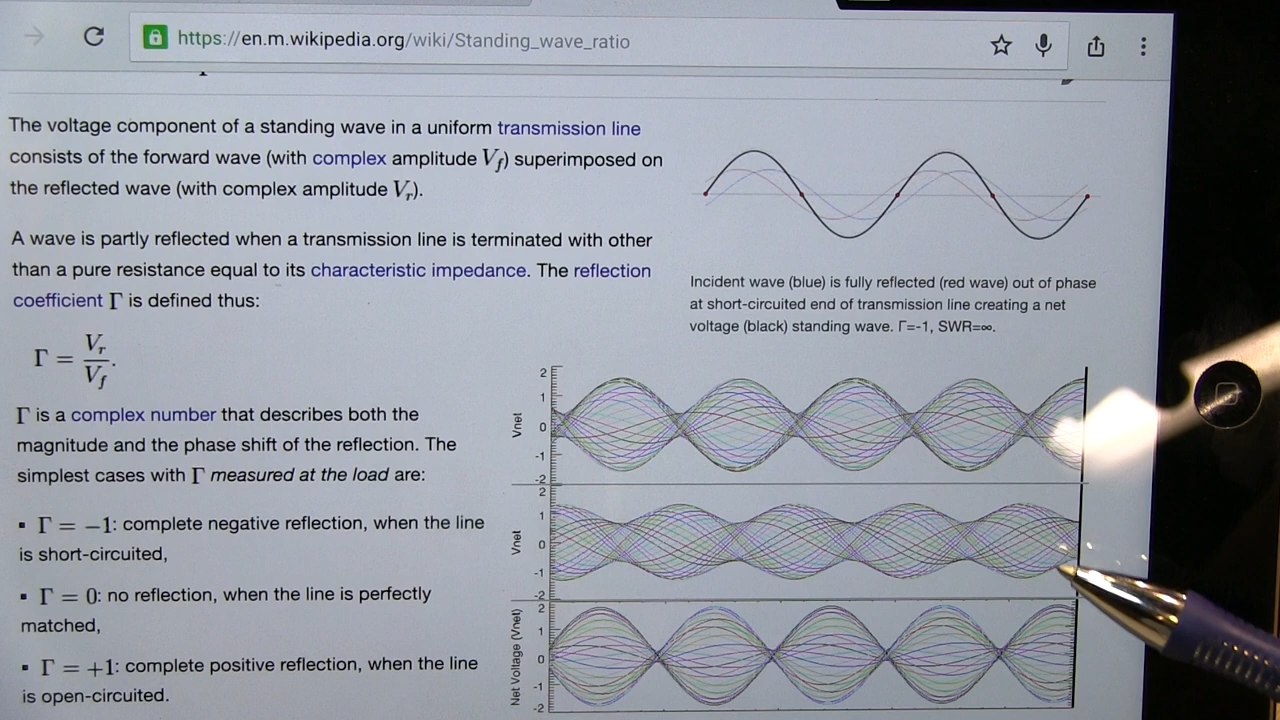 https://en.m.wikipedia.org/wiki/Standing_wave_ratio
The voltage component of a standing wave in a uniform transmission line
consists of the forward wave (with complex amplitude Vf) superimposed on
the reflected wave (with complex amplitude Vr).
A wave is partly reflected when a transmission line is terminated with other
than a pure resistance equal to its characteristic impedance. The reflection
coefficient Γ is defined thus:
Γ = Vr/Vf.
Γ is a complex number that describes both the
magnitude and the phase shift of the reflection. The
simplest cases with Γ measured at the load are:
▪ Γ = −1: complete negative reflection, when the line
is short-circuited,
▪ Γ = 0: no reflection, when the line is perfectly
matched,
▪ Γ = +1: complete positive reflection, when the line
is open-circuited.
Incident wave (blue) is fully reflected (red wave) out of phase
at short-circuited end of transmission line creating a net
voltage (black) standing wave. Γ=-1, SWR=∞.
Vnet
2
1
0
-1
-2
Vnet
2
1
0
-1
-2
Net Voltage (Vnet)
2
1
0
-1
-2